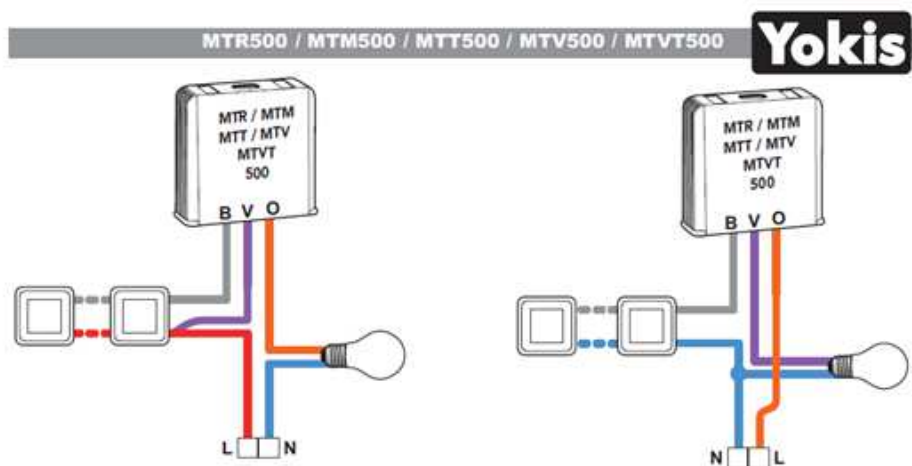 MTR500 / MTM500 / MTT500 / MTV500 / MTVT500
Yokis
MTR / MTM
MTT / MTV
MTVT
500
B V O
L N
MTR / MTM
MTT / MTV
MTVT
500
B V O
N L